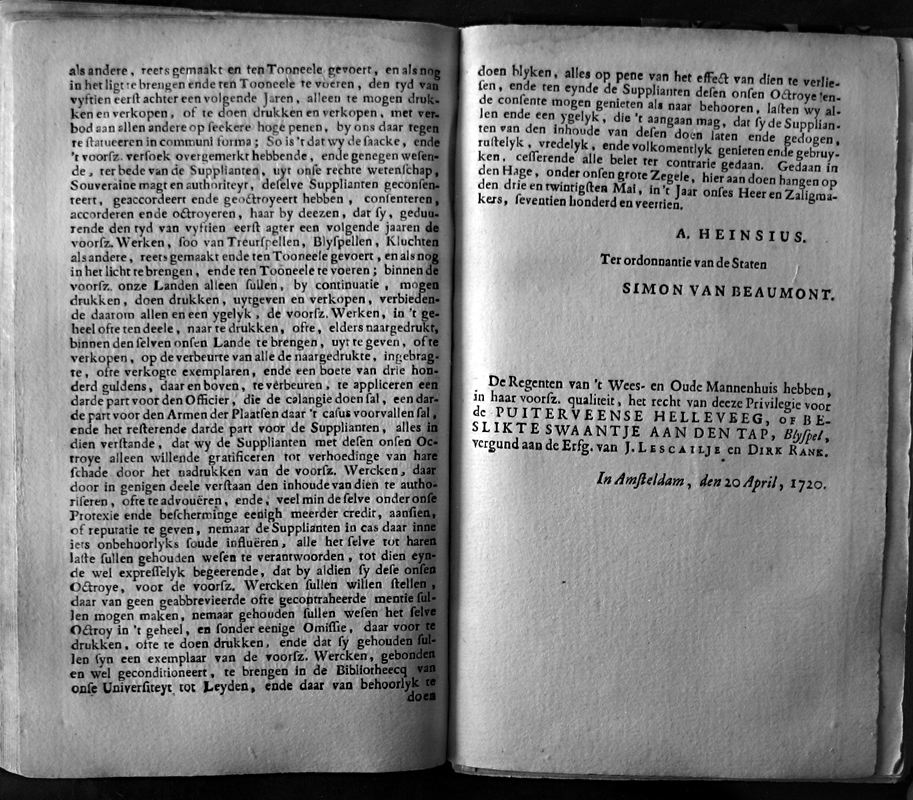 als andere, reets gemaakt en ten Tooneele gevoert, en als nog
in het ligt te brengen ende ten Tooneele te voeren, den tyd van
vyftien eerſt achter een volgende Jaren, alleen te mogen druk-
ken en verkopen, of te doen drukken en verkopen, met ver-
bod aan allen andere op ſeekere hoge penen, by ons daar tegen
te ſtatueeren in communi forma; So is 't dat wy de ſaacke, ende
't voorſz. verſoek overgemerkt hebbende, ende genegen weſen-
de, ter bede van de Supplianten, uyt onſe rechte wetenſchap,
Souveraine magt en authoriteyt, deſelve Supplianten geconſen-
teert, geaccordeert ende geoctroyeert hebben, conſenteren,
accorderen ende octroyeren, haar by deezen, dat ſy, geduu-
rende den tyd van vyftien eerſt agter een volgende jaaren de
voorſz. Werken, ſoo van Treurſpellen, Blyſpellen, Kluchten
als andere, reets gemaakt ende ten Tooneele gevoert, en als nog
in het licht te brengen, ende ten Tooneele te voeren; binnen de
voorſz. onze Landen alleen ſullen, by continuatie, mogen
drukken, doen drukken, uytgeven en verkopen, verbieden-
de daarom allen en een ygelyk, de voorſz. Werken, in 't ge-
heel ofte ten deele, naar te drukken, ofte, elders naargedrukt,
binnen den ſelven onſen Lande te brengen, uyt te geven, ofte
verkopen, op de verbeurte van alle de naargedrukte, ingebrag-
te, ofte verkogte exemplaren, ende een boete van drie hon-
derd guldens, daar en boven, te verbeuren, te appliceren een
darde part voor den Officier, die de calangie doen ſal, een dar-
de part voor den Armen der Plaatſen daar 't caſus voorvallen ſal,
ende het reſterende darde part voor de Supplianten, alles in
dien verſtande, dat wy de Supplianten met deſen onſen Oc-
troye alleen willende gratificeren tot verhoedinge van hare
ſchade door het nadrukken van de voorſz. Wercken, daar
door in genigen deele verſtaan den inhoude van dien te autho-
riſeren, ofte te advouëren, ende, veel min de ſelve onder onſe
Protexie ende beſcherminge eenigh meerder credit, aanſien,
of reputatie te geven, nemaar de Supplianten in cas daar inne
iets onbehoorlyks ſoude influëren, alle het ſelve tot haren
laſte ſullen gehouden weſen te verantwoorden, tot dien eyn-
de wel expreſſelyk begeerende, dat by aldien ſy deſe onſen
Octroye, voor de voorſz. Wercken ſullen willen ſtellen,
daar van geen geabbrevieerde ofte gecontraheerde mentie ſul-
len mogen maken, nemaar gehouden ſullen weſen het ſelve
Octroy in 't geheel, en ſonder eenige Omiſſie, daar voor te
drukken, ofte te doen drukken, ende dat ſy gehouden ſul-
len ſyn een exemplaar van de voorſz. Wercken, gebonden
en wel geconditioneert, te brengen in de Bibliotheecq van
onſe Univerſiteyt tot Leyden, ende daar van behoorlyk te
doen
doen blyken, alles op pene van het effect van dien te verlie-
ſen, ende ten eynde de Supplianten deſen onſen Octroye ende
de conſente mogen genieten als naar behooren, laſten wy al-
len ende een ygelyk, die 't aangaan mag, dat ſy de Supplian-
ten van den inhoude van deſen doen laten ende gedogen,
ruſtelyk, vredelyk, ende volkomentlyk genieten ende gebruy-
ken, ceſſerende alle belet ter contrarie gedaan. Gedaan in
den Hage, onder onſen grote Zegele, hier aan doen hangen op
den drie en twintigſten Mai, in 't Jaar onſes Heer en Zaligma-
kers, ſeventien honderd en veertien.
A. HEINSIUS.
Ter ordonnantie van de Staten
SIMON VAN BEAUMONT.
De Regenten van 't Wees- en Oude Mannenhuis hebben,
in haar voorſz. qualiteit, het recht van deeze Privilegie voor
de PUITERVEENSE HELLEVEEG, OF BE-
SLIKTE SWAANTJE AAN DEN TAP, Blyſpel,
vergund aan de Erfg. van J. LESCAILJE en DIRK RANK.
In Amſteldam, den 20 April, 1720.